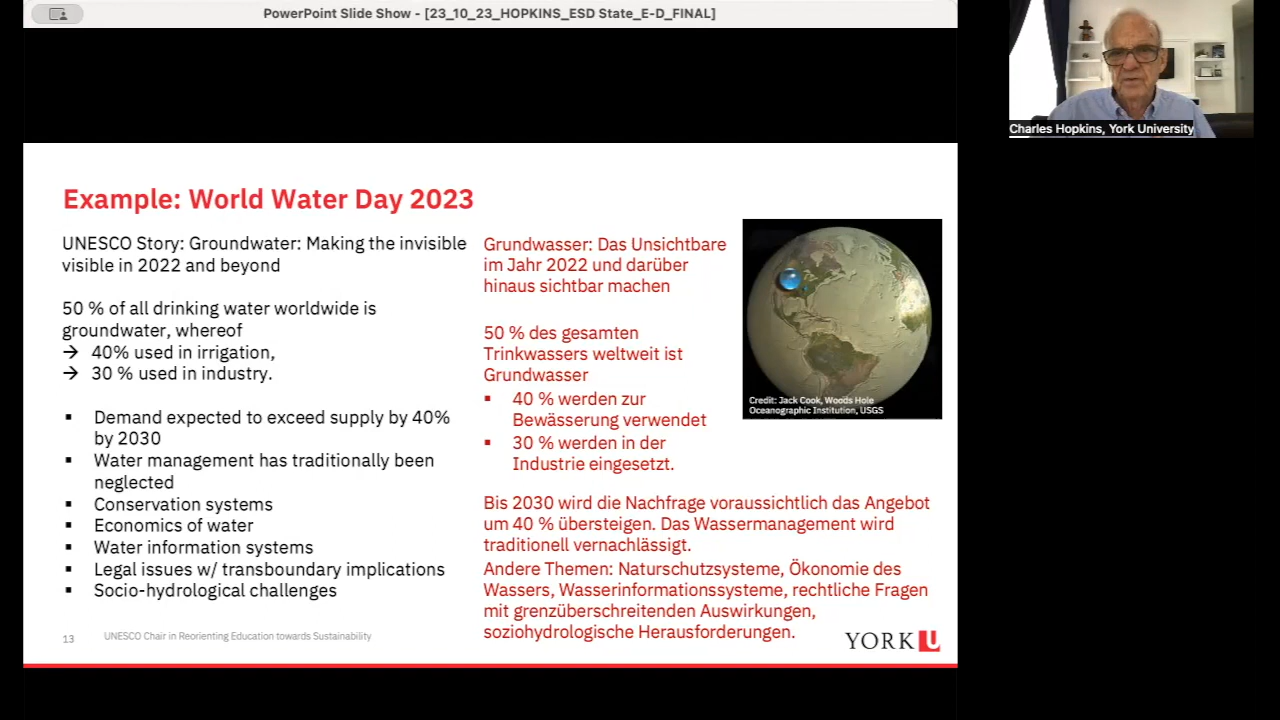 PowerPoint Slide Show - [23_10_23_HOPKINS_ESD State_E-D_FINAL]
Charles Hopkins, York University
Example: World Water Day 2023
UNESCO Story: Groundwater: Making the invisible
visible in 2022 and beyond
50 % of all drinking water worldwide is
groundwater, whereof
→ 40% used in irrigation,
→ 30 % used in industry.
▪ Demand expected to exceed supply by 40%
by 2030
▪ Water management has traditionally been
neglected
▪ Conservation systems
▪ Economics of water
▪ Water information systems
▪ Legal issues w/ transboundary implications
▪ Socio-hydrological challenges
Grundwasser: Das Unsichtbare
im Jahr 2022 und darüber
hinaus sichtbar machen
50 % des gesamten
Trinkwassers weltweit ist
Grundwasser
▪ 40 % werden zur
Bewässerung verwendet
▪ 30 % werden in der
Industrie eingesetzt.
Bis 2030 wird die Nachfrage voraussichtlich das Angebot
um 40 % übersteigen. Das Wassermanagement wird
traditionell vernachlässigt.
Andere Themen: Naturschutzsysteme, Ökonomie des
Wassers, Wasserinformationssysteme, rechtliche Fragen
mit grenzüberschreitenden Auswirkungen,
soziohydrologische Herausforderungen.
Credit: Jack Cook, Woods Hole
Oceanographic Institution, USGS
13 UNESCO Chair in Reorienting Education towards Sustainability
YORK U